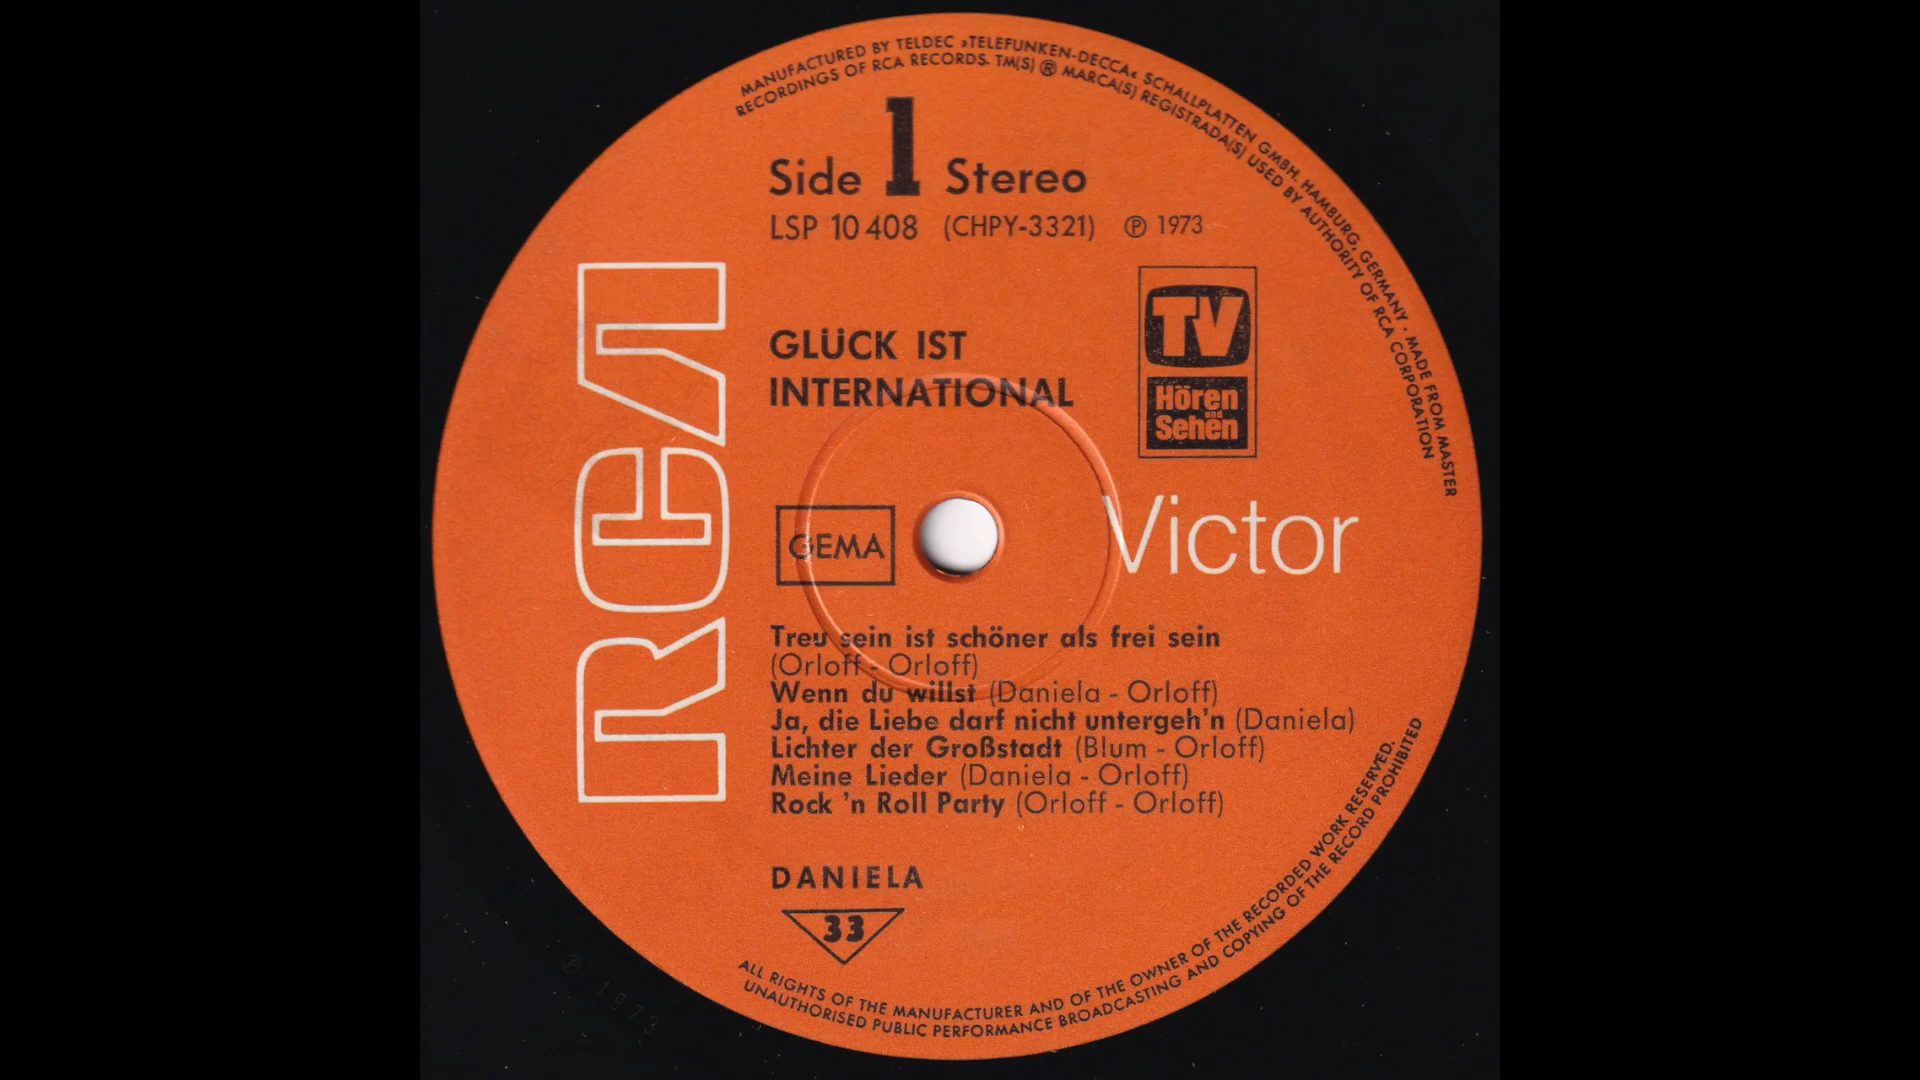 MANUFACTURED BY TELDEC »TELEFUNKEN-DECCA« SCHALLPLATTEN GMBH. HAMBURG, GERMANY · MADE FROM MASTER
RECORDINGS OF RCA RECORDS. TM(S) ® MARCA(S) REGISTRADA(S) USED BY AUTHORITY OF RCA CORPORATION
Side 1 Stereo
LSP 10 408 (CHPY-3321) ℗ 1973
RCA
GLÜCK IST
INTERNATIONAL
TV
Hören
und
Sehen
GEMA
Victor
Treu sein ist schöner als frei sein
(Orloff - Orloff)
Wenn du willst (Daniela - Orloff)
Ja, die Liebe darf nicht untergeh'n (Daniela)
Lichter der Großstadt (Blum - Orloff)
Meine Lieder (Daniela - Orloff)
Rock 'n Roll Party (Orloff - Orloff)
DANIELA
33
ALL RIGHTS OF THE MANUFACTURER AND OF THE OWNER OF THE RECORDED WORK RESERVED.
UNAUTHORISED PUBLIC PERFORMANCE BROADCASTING AND COPYING OF THE RECORD PROHIBITED
℗ 1973